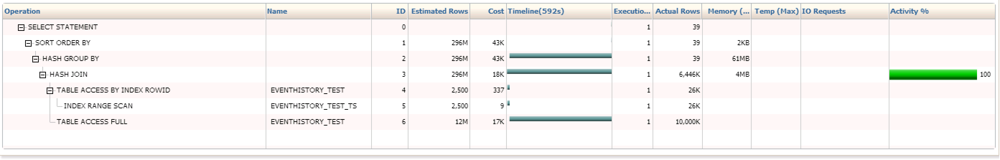 Operation Name ID Estimated Rows Cost Timeline(592s) Executio... Actual Rows Memory (... Temp (Max) IO Requests Activity %
SELECT STATEMENT 0 1 39
SORT ORDER BY 1 296M 43K 1 39 2KB
HASH GROUP BY 2 296M 43K 1 39 61MB
HASH JOIN 3 296M 18K 1 6,446K 4MB 100
TABLE ACCESS BY INDEX ROWID EVENTHISTORY_TEST 4 2,500 337 1 26K
INDEX RANGE SCAN EVENTHISTORY_TEST_TS 5 2,500 9 1 26K
TABLE ACCESS FULL EVENTHISTORY_TEST 6 12M 17K 1 10,000K